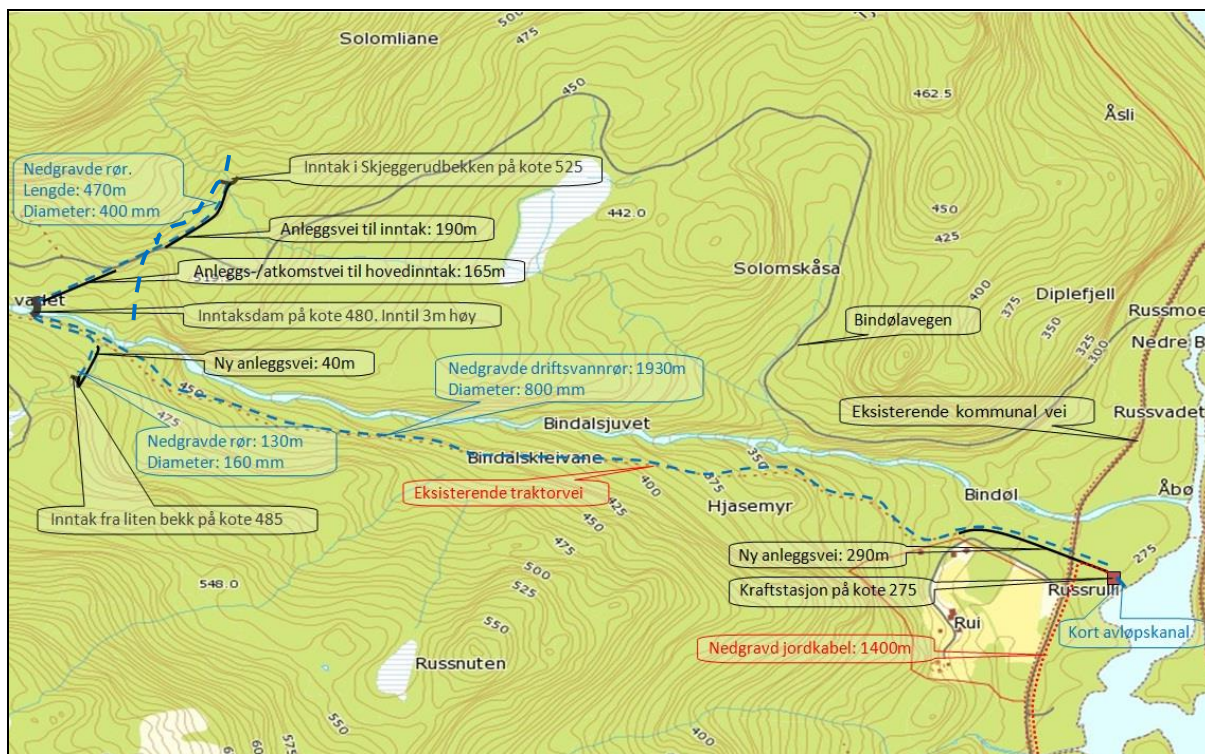 500
475
Solomliane
450
462.5
Åsli
Nedgravde rør.
Lengde: 470m
Diameter: 400 mm
Inntak i Skjeggerudbekken på kote 525
442.0
450
425
Anleggsvei til inntak: 190m
Anleggs-/atkomstvei til hovedinntak: 165m
Solomskåsa
400
375
350
325
300
Diplefjell
Russmoe
Nedre B
Inntaksdam på kote 480. Inntil 3m høy
Bindølavegen
Ny anleggsvei: 40m
Nedgravde driftsvannrør: 1930m
Diameter: 800 mm
450
475
Eksisterende kommunal vei
Russvadet
Bindalsjuvet
Nedgravde rør: 130m
Diameter: 160 mm
Bindalskleivane
350
375
400
425
450
475
Eksisterende traktorvei
Hjasemyr
Bindøl
Åbø
Inntak fra liten bekk på kote 485
Ny anleggsvei: 290m
275
Kraftstasjon på kote 275
Russrulli
548.0
500
525
550
Rui
Kort avløpskanal
Nedgravd jordkabel: 1400m
Russnuten
550
575
400